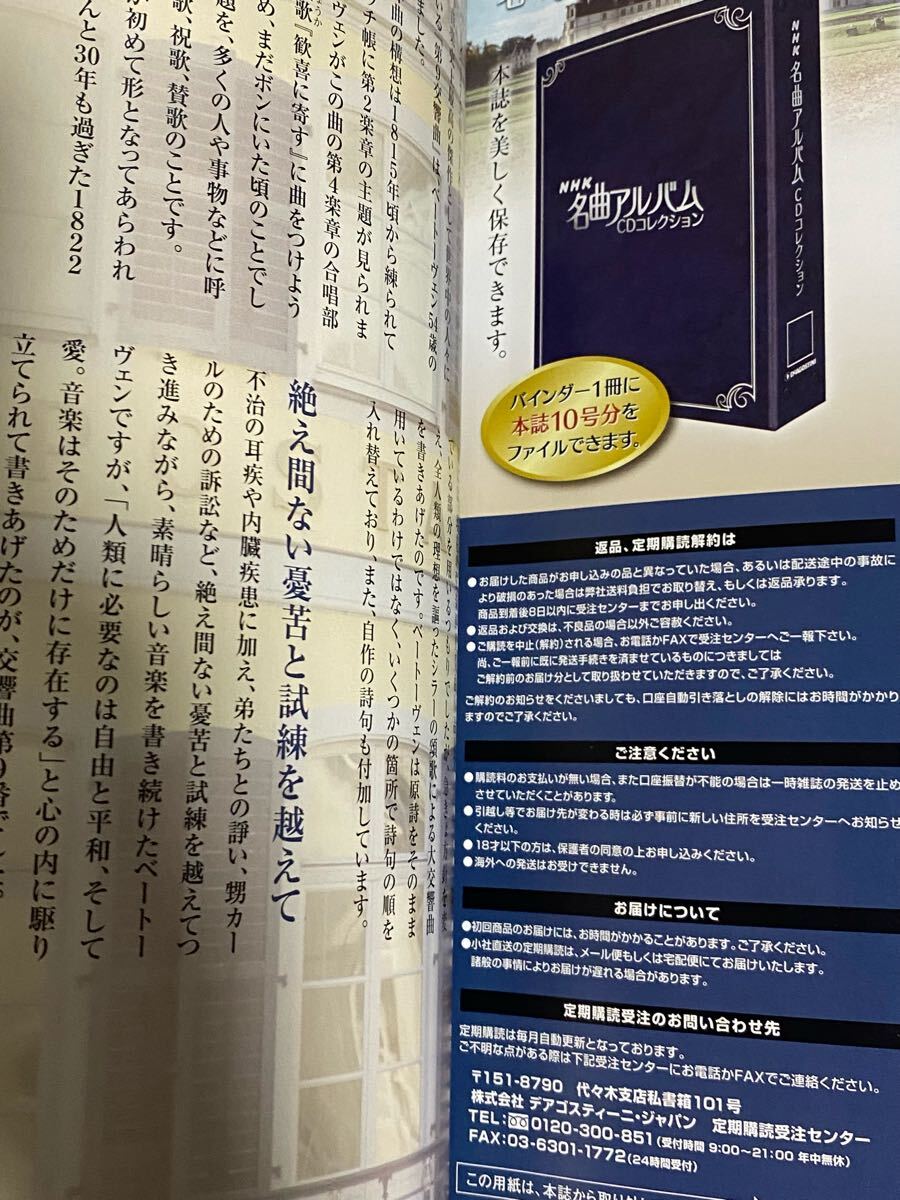 最高の傑作として世界中の人々に
いる「第9交響曲」は、ベートーヴェン54歳の
ました。
曲の構想は1815年頃から練られて
チ帳に第2楽章の主題が見られま
ヴェンがこの曲の第4楽章の合唱部
歌『歓喜に寄す』に曲をつけよう
め、まだボンにいた頃のことでし
題を、多くの人や事物などに呼
歌、祝歌、賛歌のことです。
が初めて形となってあらわれ
んと30年も過ぎた1822
え、全人類の理想を謳ったシラーの頌歌による大交響曲
を書きあげたのです。ベートーヴェンは原詩をそのまま
用いているわけではなく、いくつかの箇所で詩句の順を
入れ替えており、また、自作の詩句も付加しています。
絶え間ない憂苦と試練を越えて
不治の耳疾や内臓疾患に加え、弟たちとの諍い、甥カー
ルのための訴訟など、絶え間ない憂苦と試練を越えてつ
き進みながら、素晴らしい音楽を書き続けたベートー
ヴェンですが、「人類に必要なのは自由と平和、そして
愛。音楽はそのためだけに存在する」と心の内に駆り
立てられて書きあげたのが、交響曲第9番でした。
本誌を美しく保存できます。
NHK
名曲アルバム
CDコレクション
NHK 名曲アルバム CDコレクション
DeAGOSTINI
バインダー1冊に
本誌10号分を
ファイルできます。
返品、定期購読解約は
●お届けした商品がお申し込みの品と異なっていた場合、あるいは配送途中の事故に
より破損のあった場合は弊社送料負担でお取り替え、もしくは返品承ります。
商品到着後8日以内に受注センターまでお申し出ください。
●返品および交換は、不良品の場合以外ご容赦ください。
●ご購読を中止(解約)される場合、お電話かFAXで受注センターへご一報下さい。
尚、ご一報前に既に発送手続きを済ませているものにつきましては
ご解約前のお届け分として取り扱わせていただきますので、ご了承ください。
ご解約のお知らせをくださいましても、口座自動引き落としの解除にはお時間がかかり
ますのでご了承ください。
ご注意ください
●購読料のお支払いが無い場合、また口座振替が不能の場合は一時雑誌の発送を止め
させていただくことがあります。
●引越し等でお届け先が変わる時は必ず事前に新しい住所を受注センターへお知らせ
ください。
●18才以下の方は、保護者の同意の上お申し込みください。
●海外への発送はお受けできません。
お届けについて
●初回商品のお届けには、お時間がかかることがあります。ご了承ください。
●小社直送の定期購読は、メール便もしくは宅配便にてお届けいたします。
諸般の事情によりお届けが遅れる場合があります。
定期購読受注のお問い合わせ先
定期購読は毎月自動更新となっております。
ご不明な点がある際は下記受注センターにお電話かFAXでご連絡ください。
〒151-8790 代々木支店私書箱101号
株式会社 デアゴスティーニ・ジャパン 定期購読受注センター
TEL:0120-300-851(受付時間 9:00~21:00 年中無休)
FAX:03-6301-1772(24時間受付)
この用紙は、本誌から取り